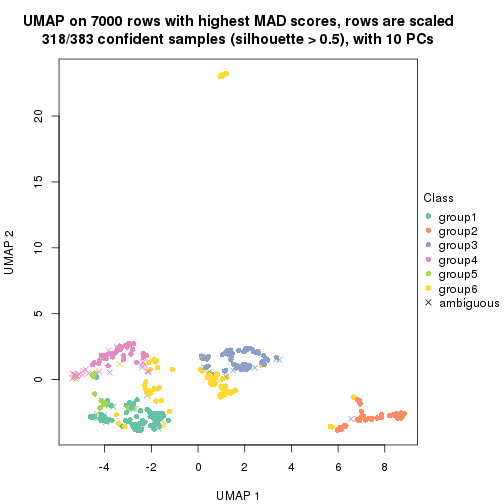 UMAP on 7000 rows with highest MAD scores, rows are scaled
318/383 confident samples (silhouette > 0.5), with 10 PCs
20
15
10
5
0
UMAP 2
-4
-2
0
2
4
6
8
UMAP 1
Class
group1
group2
group3
group4
group5
group6
ambiguous